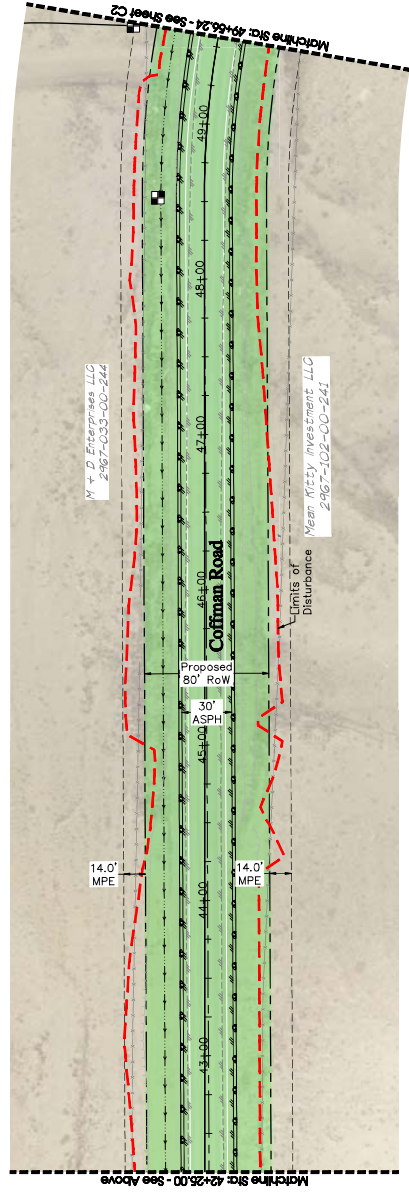 Matchline Sta: 49+56.24 - See Sheet C2
49+00
48+00
M + D Enterprises LLC
2967-033-00-244
Mean Kitty Investment LLC
2967-102-00-241
47+00
46+00
Coffman Road
Limits of
Disturbance
Proposed
80' RoW
30'
ASPH
45+00
14.0'
MPE
14.0'
MPE
44+00
43+00
Matchline Sta: 42+25.00 - See Above